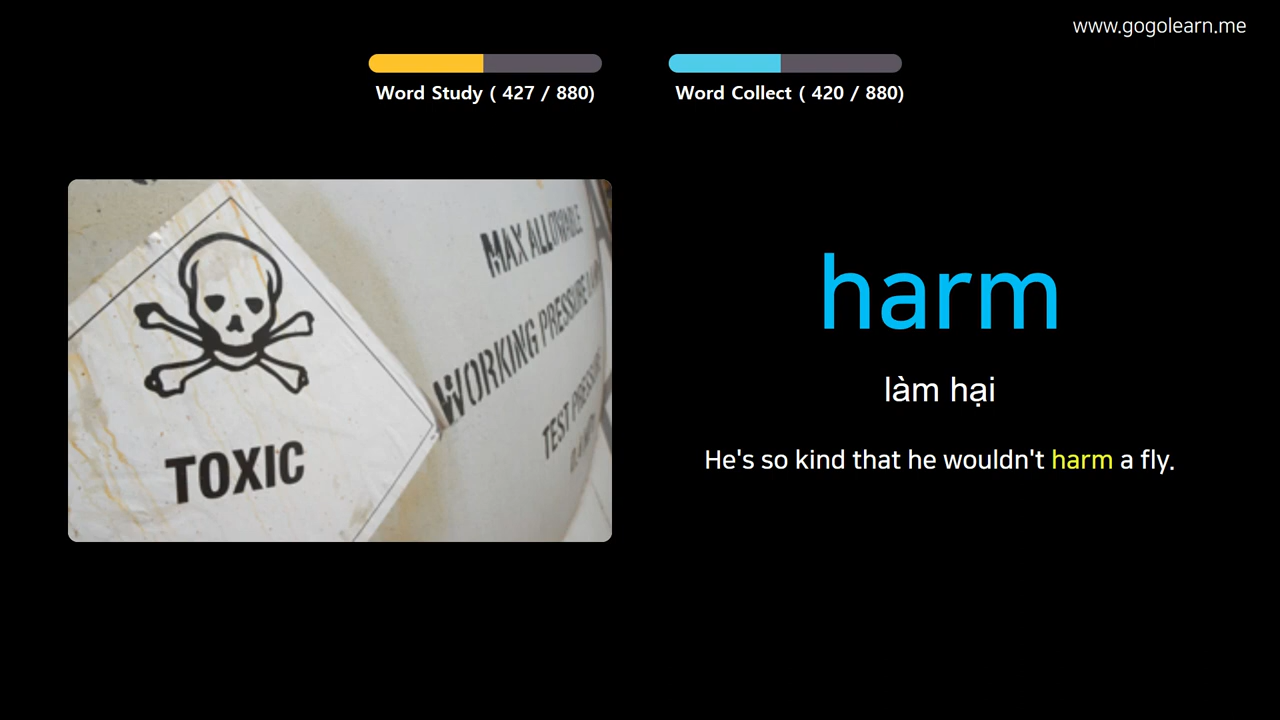 www.gogolearn.me
Word Study ( 427 / 880)
Word Collect ( 420 / 880)
MAX ALLOWABLE
WORKING PRESSURE
TEST PRESSURE
TOXIC
harm
làm hại
He's so kind that he wouldn't harm a fly.